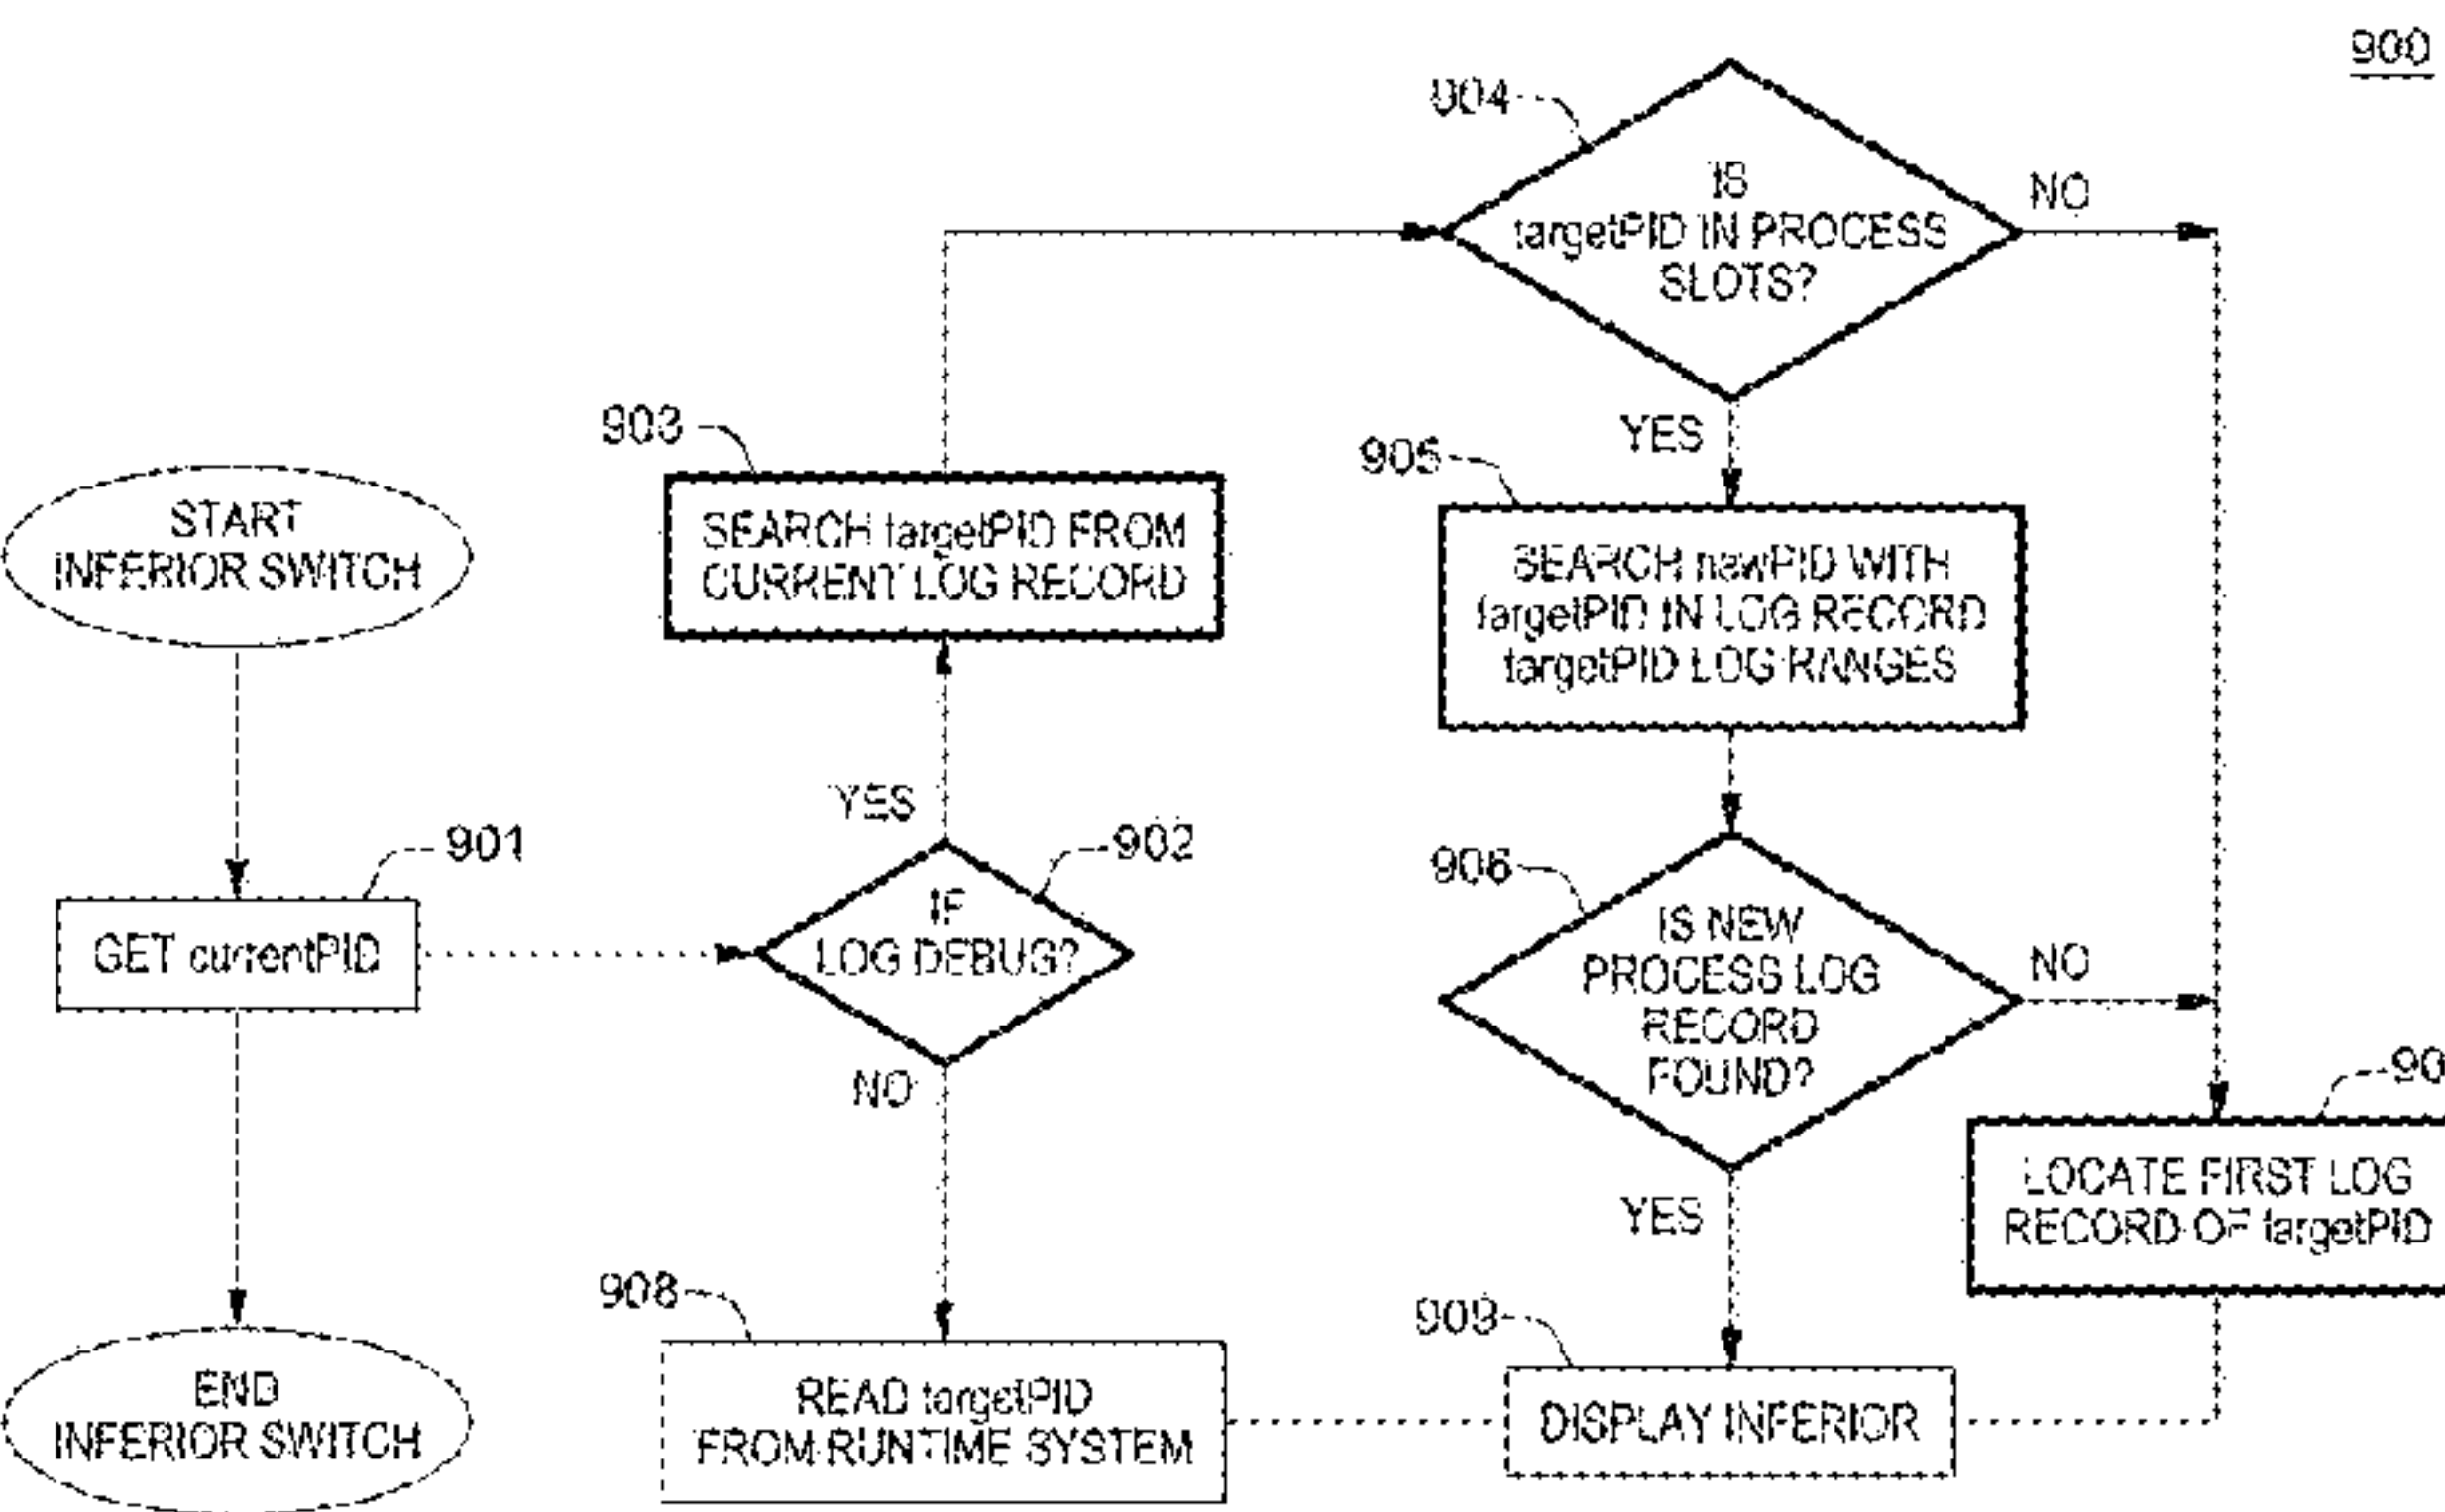 900
904
IS
targetPID IN PROCESS
SLOTS?
NO
YES
903
SEARCH targetPID FROM
CURRENT LOG RECORD
905
SEARCH newPID WITH
targetPID IN LOG RECORD
targetPID LOG RANGES
START
INFERIOR SWITCH
YES
901
GET currentPID
902
IF
LOG DEBUG?
NO
906
IS NEW
PROCESS LOG
RECORD
FOUND?
NO
YES
90
LOCATE FIRST LOG
RECORD OF targetPID
END
INFERIOR SWITCH
908
READ targetPID
FROM RUNTIME SYSTEM
909
DISPLAY INFERIOR